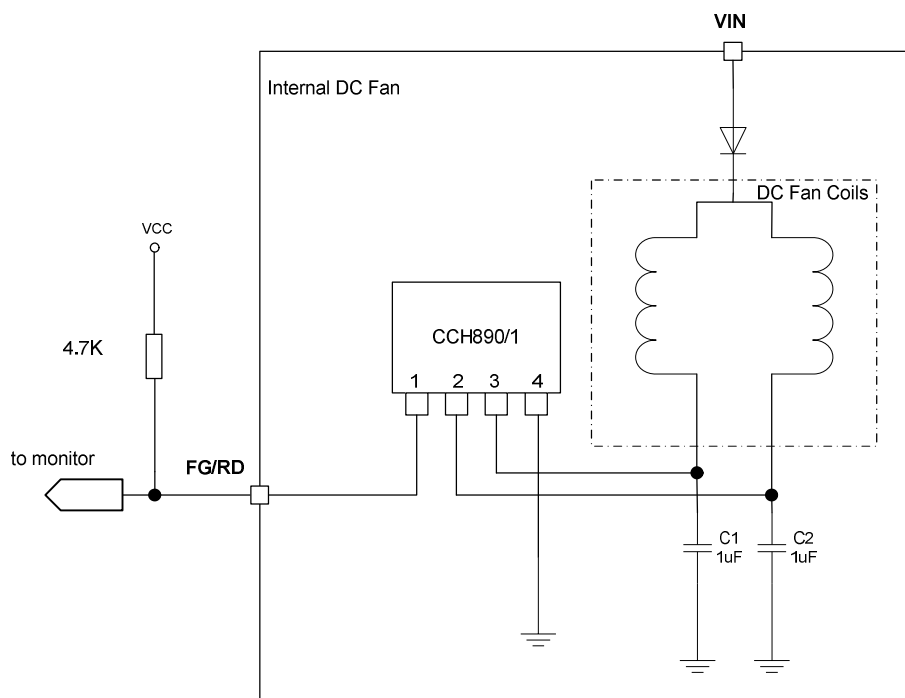 VIN
Internal DC Fan
DC Fan Coils
VCC
CCH890/1
4.7K
1 2 3 4
to monitor
FG/RD
C1
1uF
C2
1uF